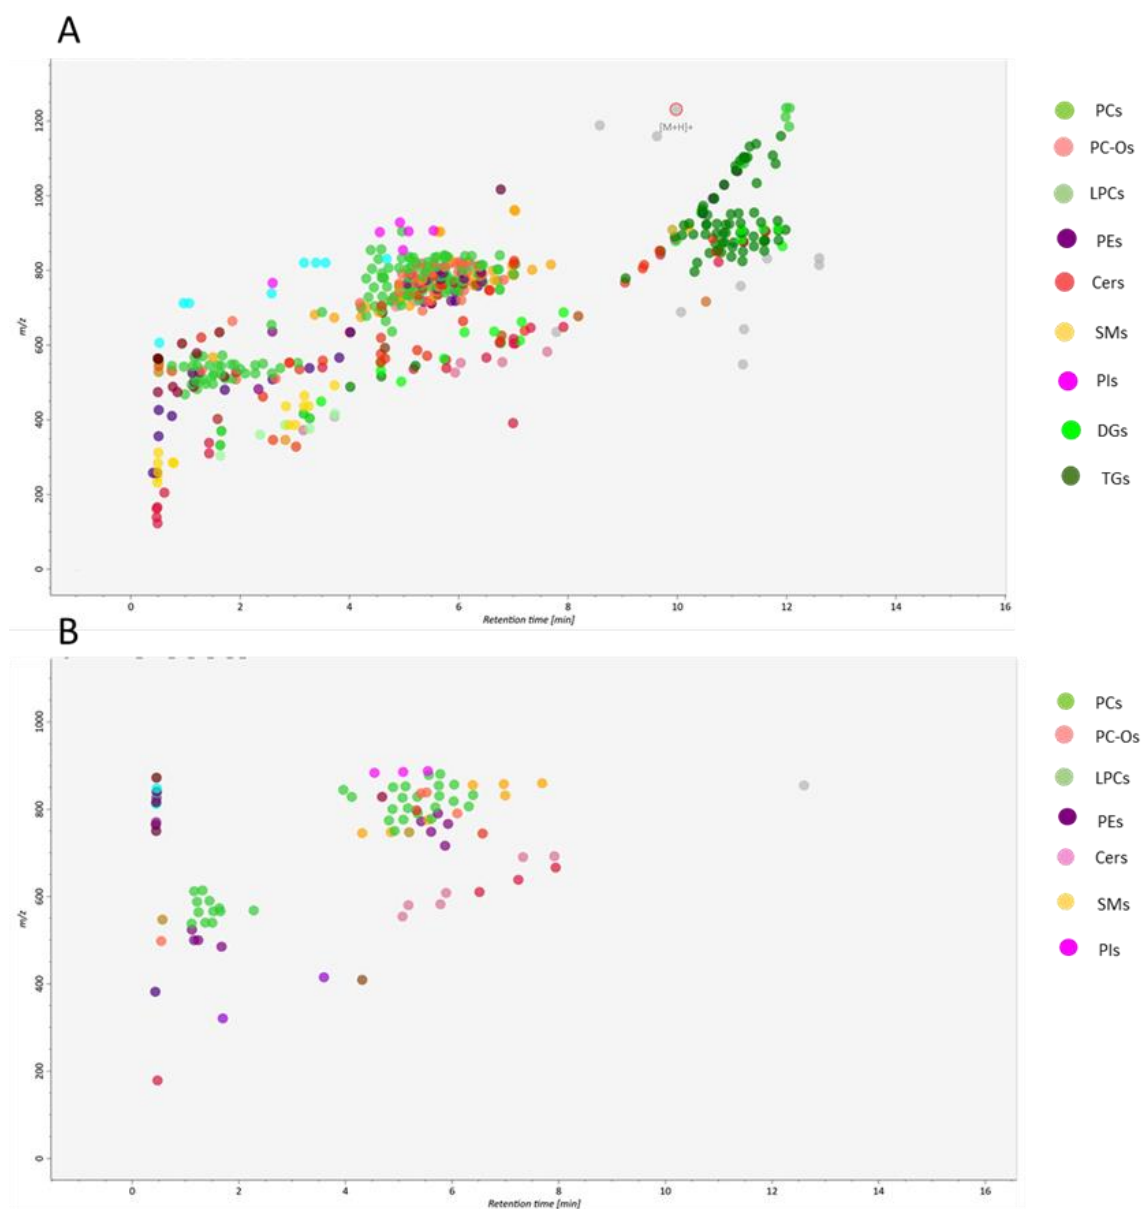 A
1200
1000
800
600
400
200
0
m/z
[M+H]+
0 2 4 6 8 10 12 14 16
Retention time [min]
PCs
PC-Os
LPCs
PEs
Cers
SMs
PIs
DGs
TGs
B
1000
800
600
400
200
0
m/z
0 2 4 6 8 10 12 14 16
Retention time [min]
PCs
PC-Os
LPCs
PEs
Cers
SMs
PIs